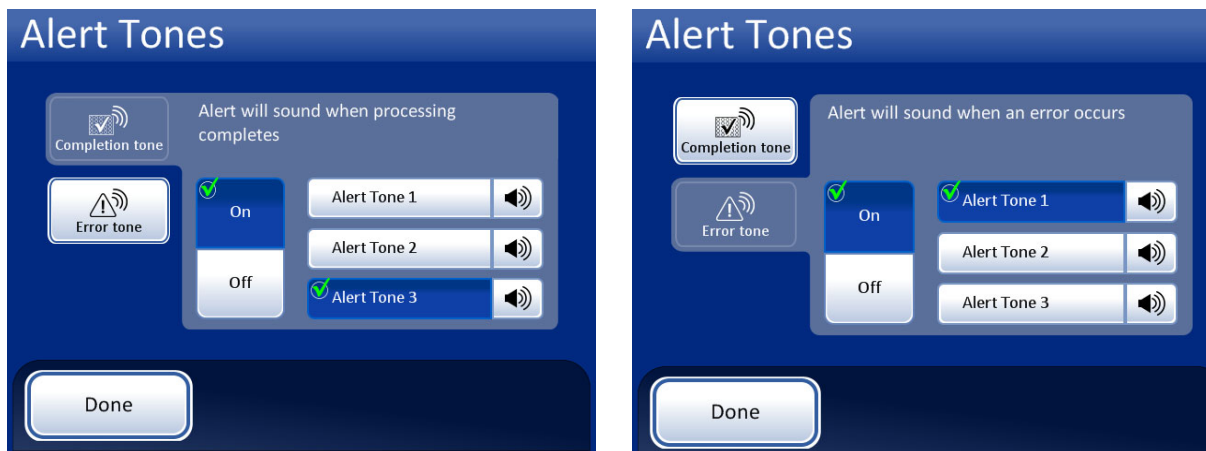 Alert Tones
Completion tone
Alert will sound when processing
completes
Error tone
On
Off
Alert Tone 1
Alert Tone 2
Alert Tone 3
Done
Alert Tones
Completion tone
Alert will sound when an error occurs
Error tone
On
Off
Alert Tone 1
Alert Tone 2
Alert Tone 3
Done